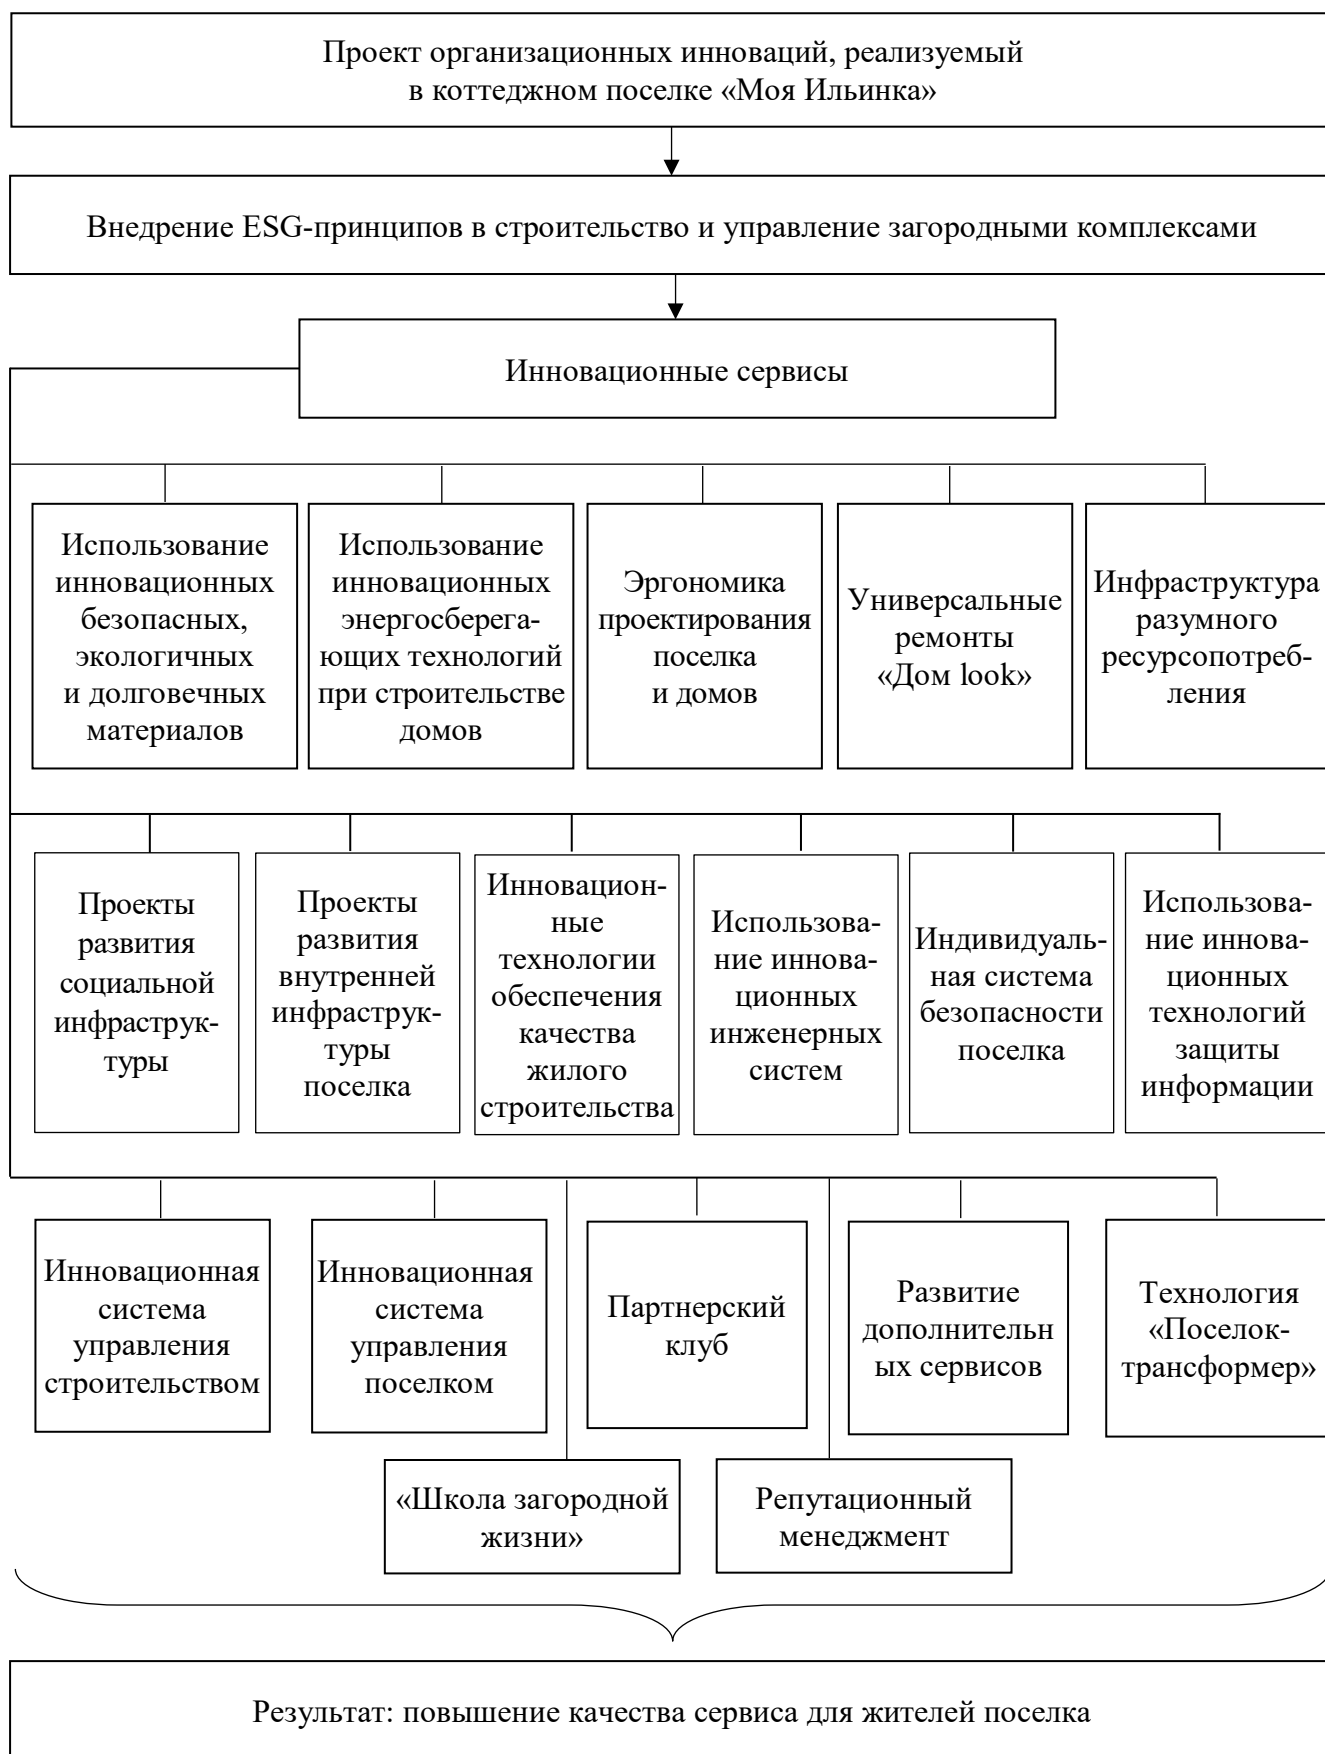 Проект организационных инноваций, реализуемый
в коттеджном поселке «Моя Ильинка»
Внедрение ESG-принципов в строительство и управление загородными комплексами
Инновационные сервисы
Использование
инновационных
безопасных,
экологичных
и долговечных
материалов
Использование
инновационных
энергосберега-
ющих технологий
при строительстве
домов
Эргономика
проектирования
поселка
и домов
Универсальные
ремонты
«Дом look»
Инфраструктура
разумного
ресурсопотреб-
ления
Проекты
развития
социальной
инфраструк-
туры
Проекты
развития
внутренней
инфраструк-
туры
поселка
Инновацион-
ные
технологии
обеспечения
качества
жилого
строительства
Использова-
ние иннова-
ционных
инженерных
систем
Индивидуаль-
ная система
безопасности
поселка
Использова-
ние иннова-
ционных
технологий
защиты
информации
Инновационная
система
управления
строительством
Инновационная
система
управления
поселком
Партнерский
клуб
Развитие
дополнительн
ых сервисов
Технология
«Поселок-
трансформер»
«Школа загородной
жизни»
Репутационный
менеджмент
Результат: повышение качества сервиса для жителей поселка